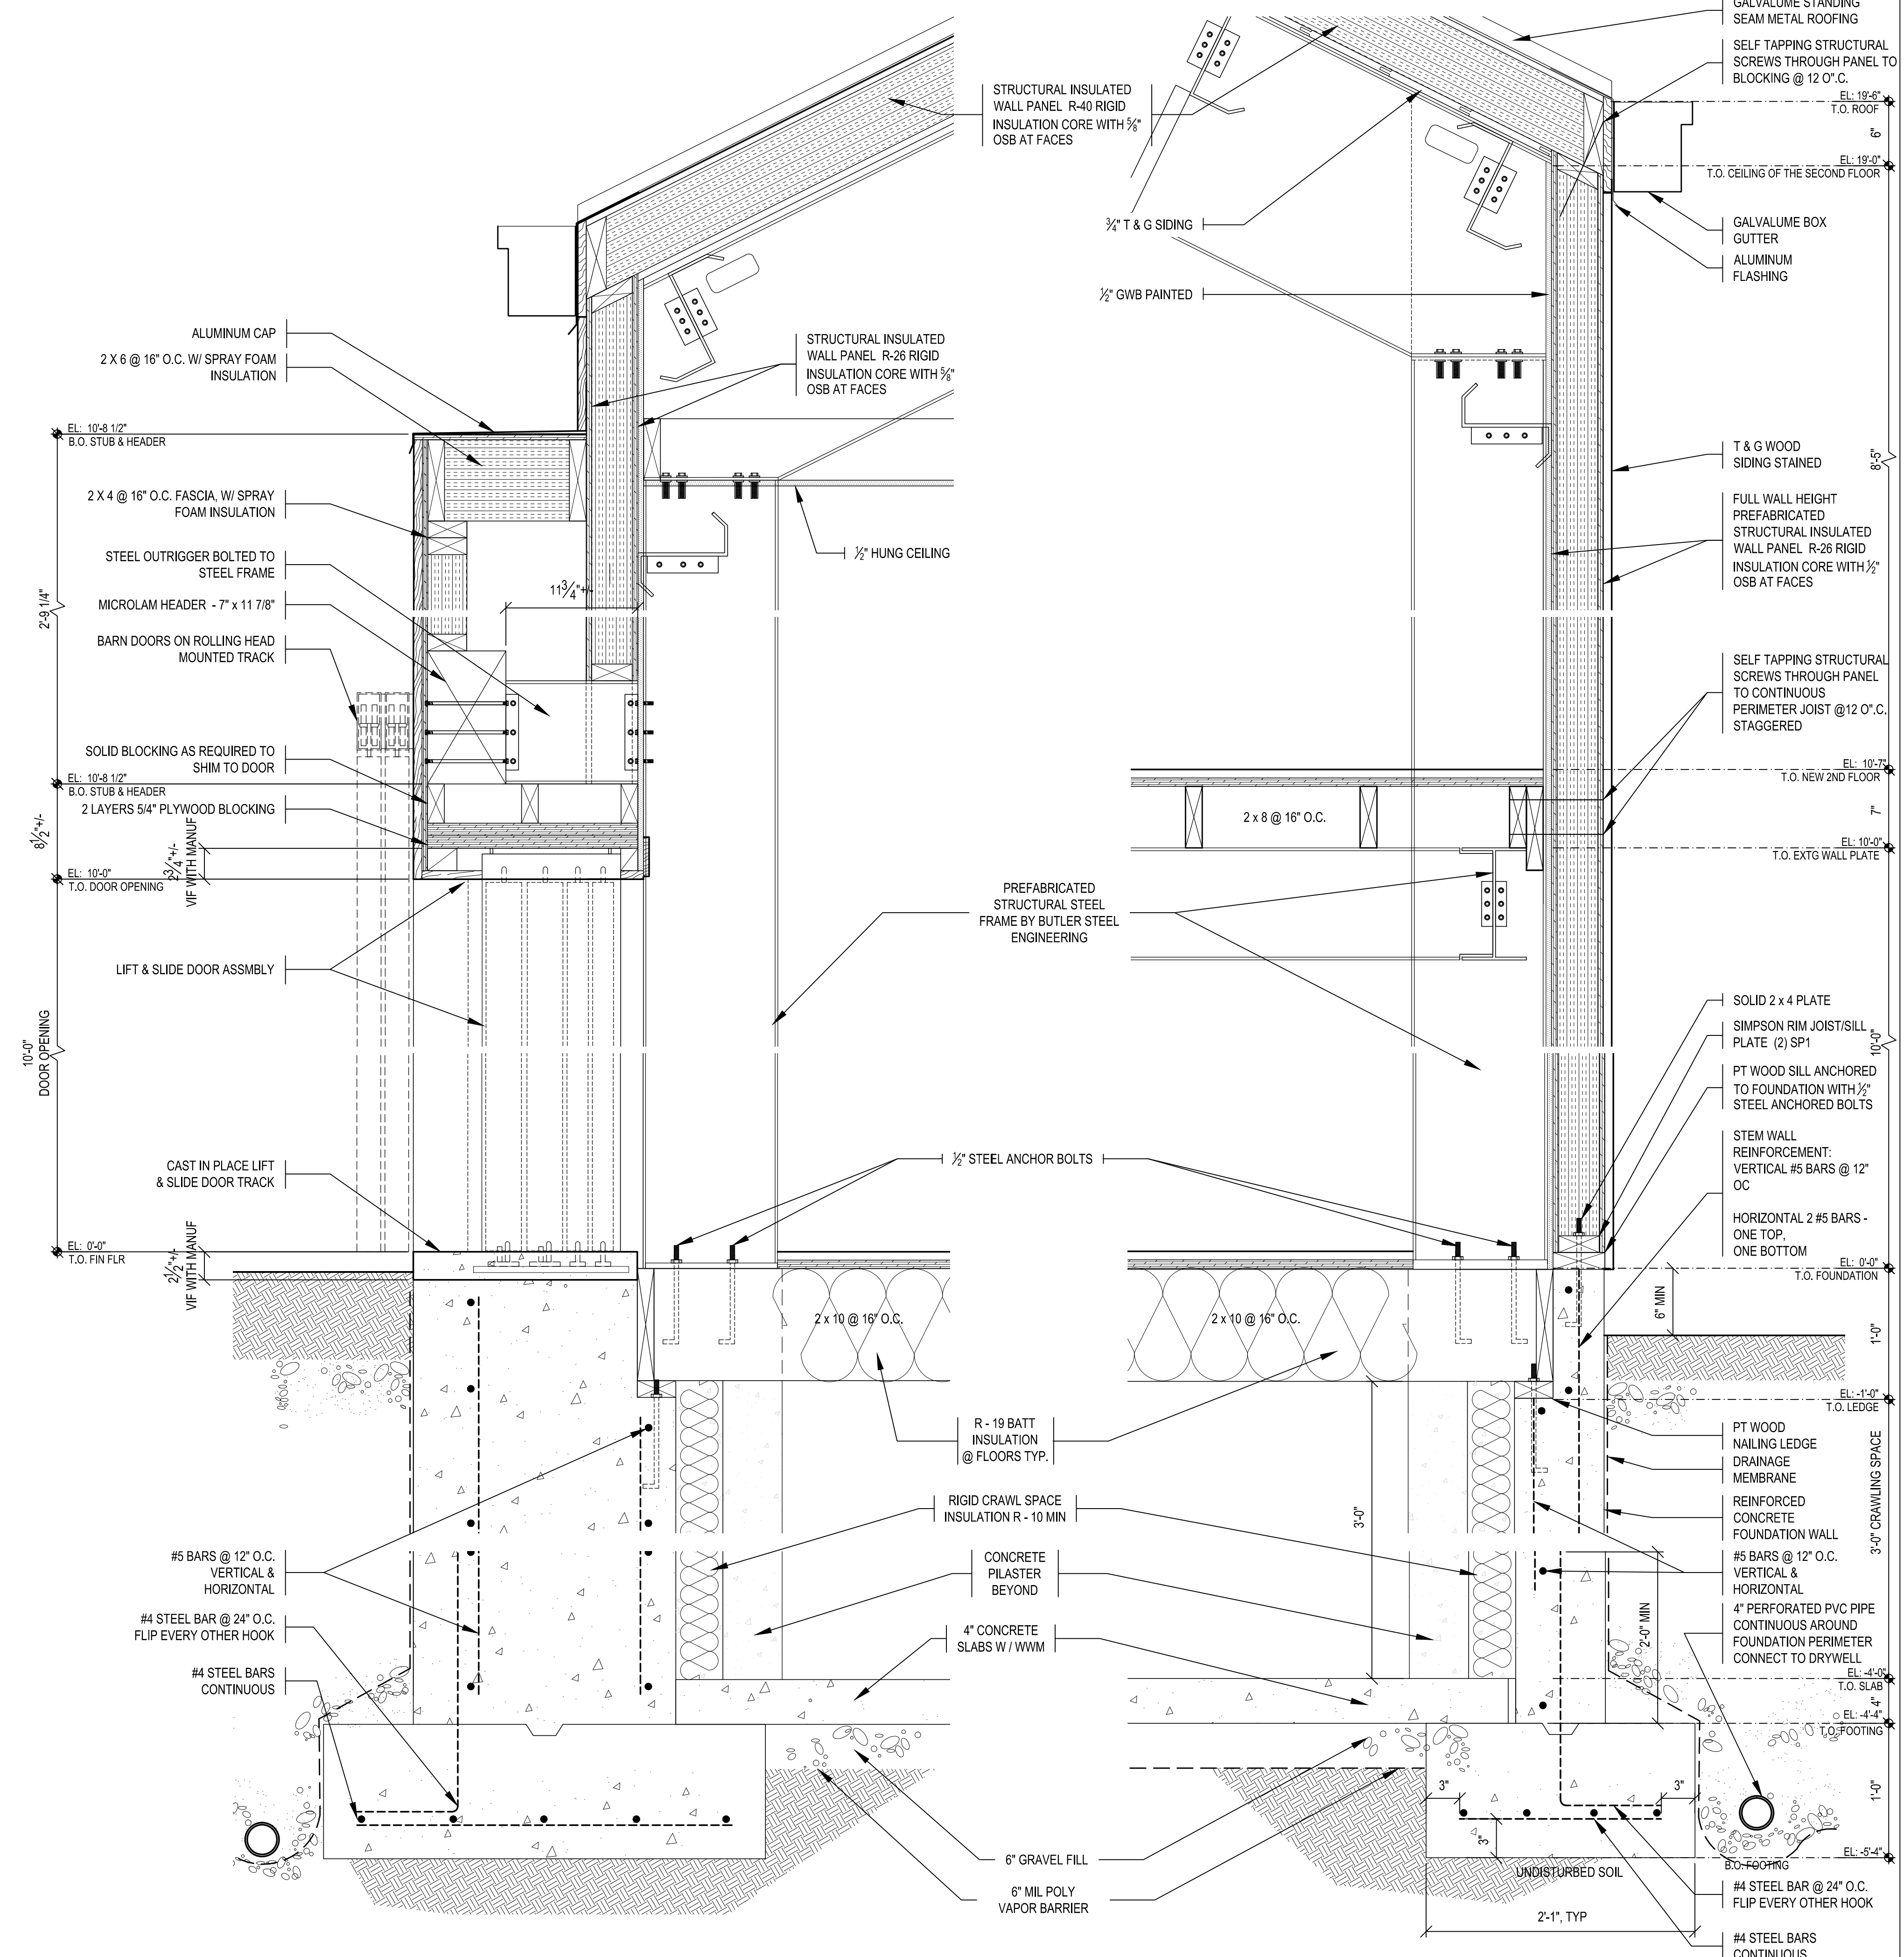 GALVALUME STANDING
SEAM METAL ROOFING
SELF TAPPING STRUCTURAL
SCREWS THROUGH PANEL TO
BLOCKING @ 12 O".C.
EL: 19'-6"
T.O. ROOF
6"
EL: 19'-0"
T.O. CEILING OF THE SECOND FLOOR
GALVALUME BOX
GUTTER
ALUMINUM
FLASHING
STRUCTURAL INSULATED
WALL PANEL R-40 RIGID
INSULATION CORE WITH 5/8"
OSB AT FACES
3/4" T & G SIDING
1/2" GWB PAINTED
STRUCTURAL INSULATED
WALL PANEL R-26 RIGID
INSULATION CORE WITH 5/8"
OSB AT FACES
ALUMINUM CAP
2 X 6 @ 16" O.C. W/ SPRAY FOAM
INSULATION
EL: 10'-8 1/2"
B.O. STUB & HEADER
2 X 4 @ 16" O.C. FASCIA, W/ SPRAY
FOAM INSULATION
STEEL OUTRIGGER BOLTED TO
STEEL FRAME
MICROLAM HEADER - 7" x 11 7/8"
BARN DOORS ON ROLLING HEAD
MOUNTED TRACK
SOLID BLOCKING AS REQUIRED TO
SHIM TO DOOR
EL: 10'-8 1/2"
B.O. STUB & HEADER
2 LAYERS 5/4" PLYWOOD BLOCKING
2'-9 1/4"
8 1/2"+/-
2 3/4"+/-
VIF WITH MANUF
EL: 10'-0"
T.O. DOOR OPENING
11 3/4"+/-
1/2" HUNG CEILING
T & G WOOD
SIDING STAINED
8'-5"
FULL WALL HEIGHT
PREFABRICATED
STRUCTURAL INSULATED
WALL PANEL R-26 RIGID
INSULATION CORE WITH 1/2"
OSB AT FACES
SELF TAPPING STRUCTURAL
SCREWS THROUGH PANEL
TO CONTINUOUS
PERIMETER JOIST @12 O".C.
STAGGERED
EL: 10'-7"
T.O. NEW 2ND FLOOR
7"
2 x 8 @ 16" O.C.
EL: 10'-0"
T.O. EXTG WALL PLATE
PREFABRICATED
STRUCTURAL STEEL
FRAME BY BUTLER STEEL
ENGINEERING
LIFT & SLIDE DOOR ASSMBLY
10'-0"
DOOR OPENING
SOLID 2 x 4 PLATE
SIMPSON RIM JOIST/SILL
PLATE (2) SP1
10'-0"
PT WOOD SILL ANCHORED
TO FOUNDATION WITH 1/2"
STEEL ANCHORED BOLTS
STEM WALL
REINFORCEMENT:
VERTICAL #5 BARS @ 12"
OC
HORIZONTAL 2 #5 BARS -
ONE TOP,
ONE BOTTOM
CAST IN PLACE LIFT
& SLIDE DOOR TRACK
1/2" STEEL ANCHOR BOLTS
EL: 0'-0"
T.O. FIN FLR
2 1/2"+/-
VIF WITH MANUF
EL: 0'-0"
T.O. FOUNDATION
6" MIN
1'-0"
2 x 10 @ 16" O.C.
2 x 10 @ 16" O.C.
EL: -1'-0"
T.O. LEDGE
R - 19 BATT
INSULATION
@ FLOORS TYP.
PT WOOD
NAILING LEDGE
DRAINAGE
MEMBRANE
REINFORCED
CONCRETE
FOUNDATION WALL
3'-0" CRAWLING SPACE
3'-0"
RIGID CRAWL SPACE
INSULATION R - 10 MIN
#5 BARS @ 12" O.C.
VERTICAL &
HORIZONTAL
CONCRETE
PILASTER
BEYOND
#5 BARS @ 12" O.C.
VERTICAL &
HORIZONTAL
#4 STEEL BAR @ 24" O.C.
FLIP EVERY OTHER HOOK
4" CONCRETE
SLABS W / WWM
2'-0" MIN
4" PERFORATED PVC PIPE
CONTINUOUS AROUND
FOUNDATION PERIMETER
CONNECT TO DRYWELL
#4 STEEL BARS
CONTINUOUS
EL: -4'-0"
T.O. SLAB
4"
EL: -4'-4"
T.O. FOOTING
3"
3"
3"
1'-0"
6" GRAVEL FILL
6" MIL POLY
VAPOR BARRIER
UNDISTURBED SOIL
EL: -5'-4"
B.O. FOOTING
#4 STEEL BAR @ 24" O.C.
FLIP EVERY OTHER HOOK
2'-1", TYP
#4 STEEL BARS
CONTINUOUS